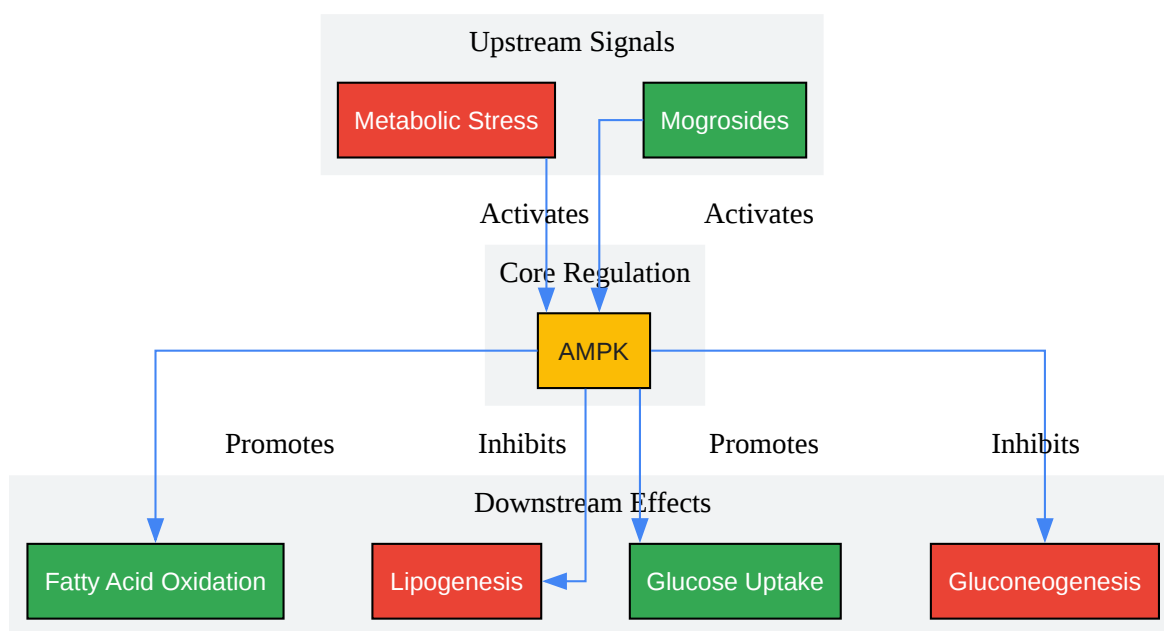 Upstream Signals
Metabolic Stress
Mogrosides
Activates
Activates
Core Regulation
AMPK
Promotes
Inhibits
Promotes
Inhibits
Downstream Effects
Fatty Acid Oxidation
Lipogenesis
Glucose Uptake
Gluconeogenesis